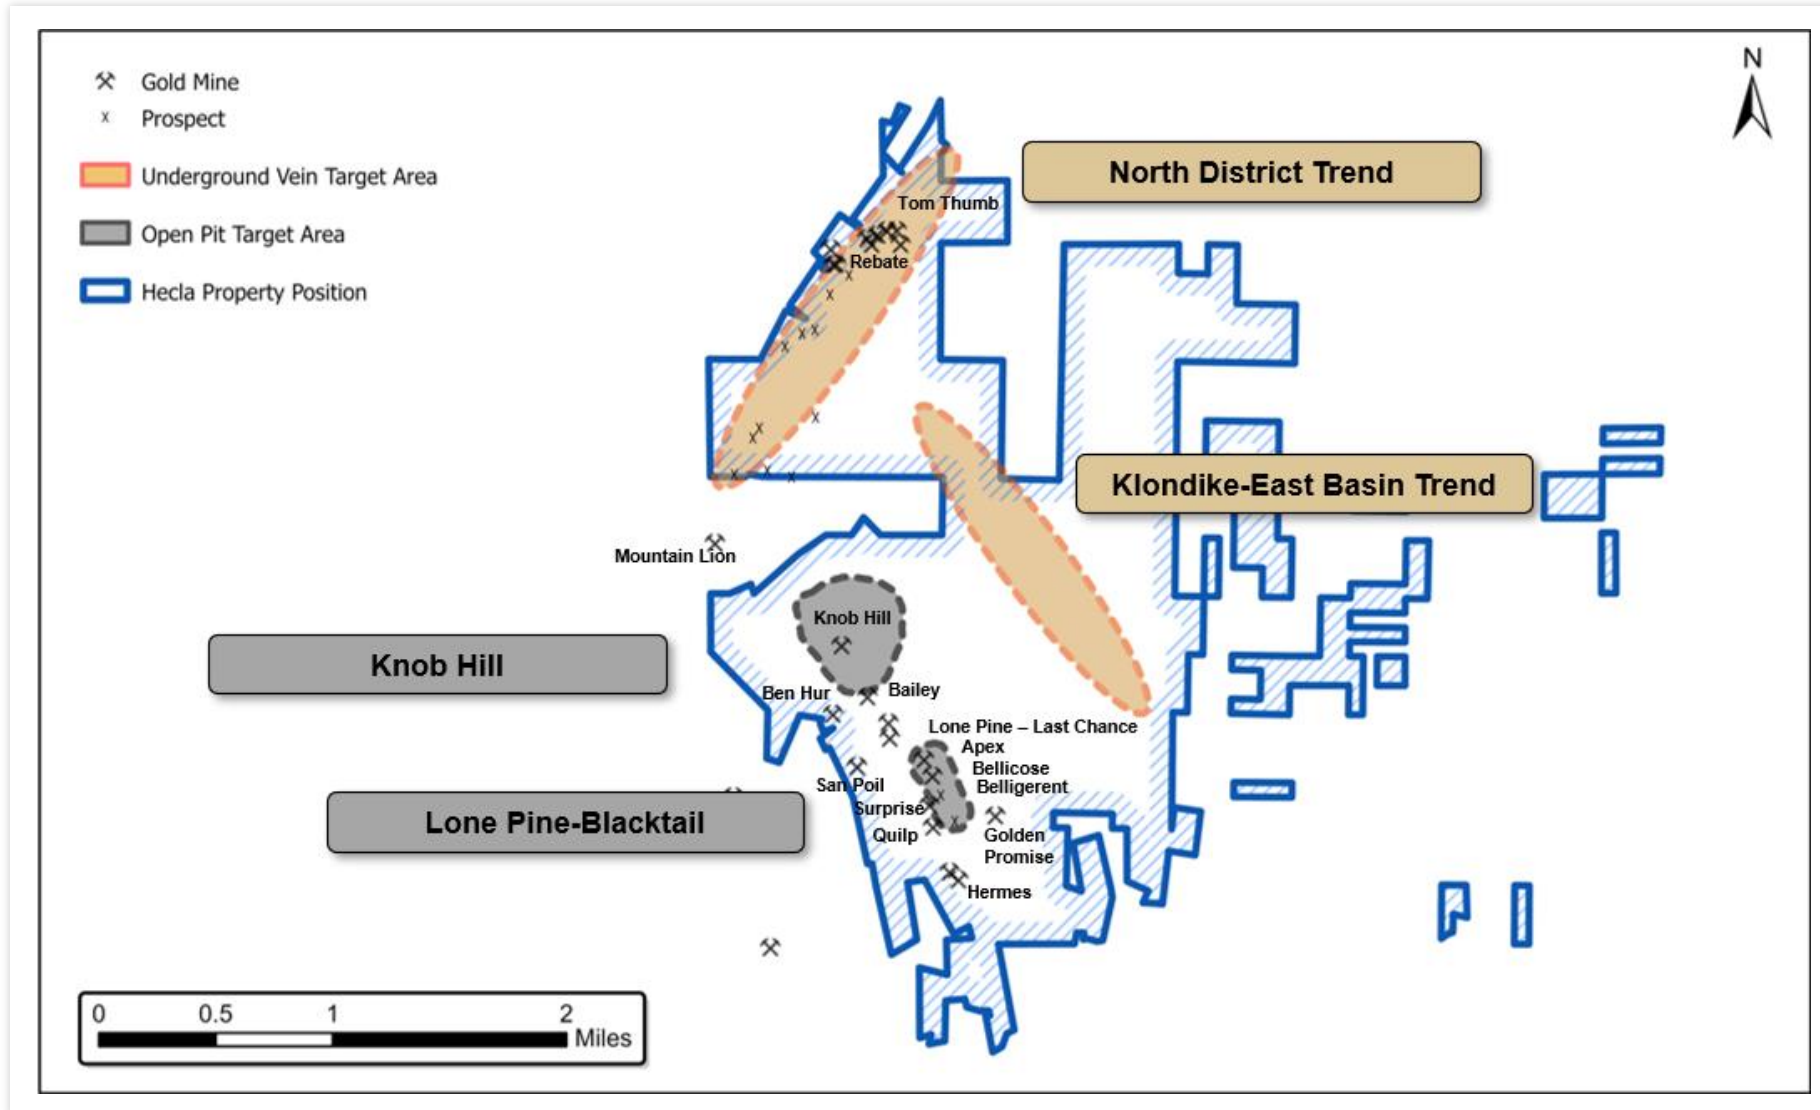 Gold Mine
Prospect
Underground Vein Target Area
Open Pit Target Area
Hecla Property Position
N
North District Trend
Tom Thumb
Rebate
Klondike-East Basin Trend
Mountain Lion
Knob Hill
Knob Hill
Ben Hur
Bailey
Lone Pine – Last Chance
Apex
Bellicose
San Poil
Belligerent
Surprise
Lone Pine-Blacktail
Quilp
Golden
Promise
Hermes
0 0.5 1 2
Miles